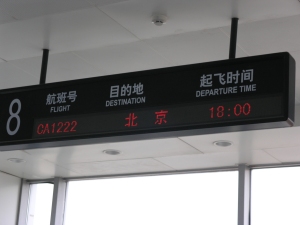 8
航班号 目的地 起飞时间
FLIGHT DESTINATION DEPARTURE TIME
CA1222 北京 18:00